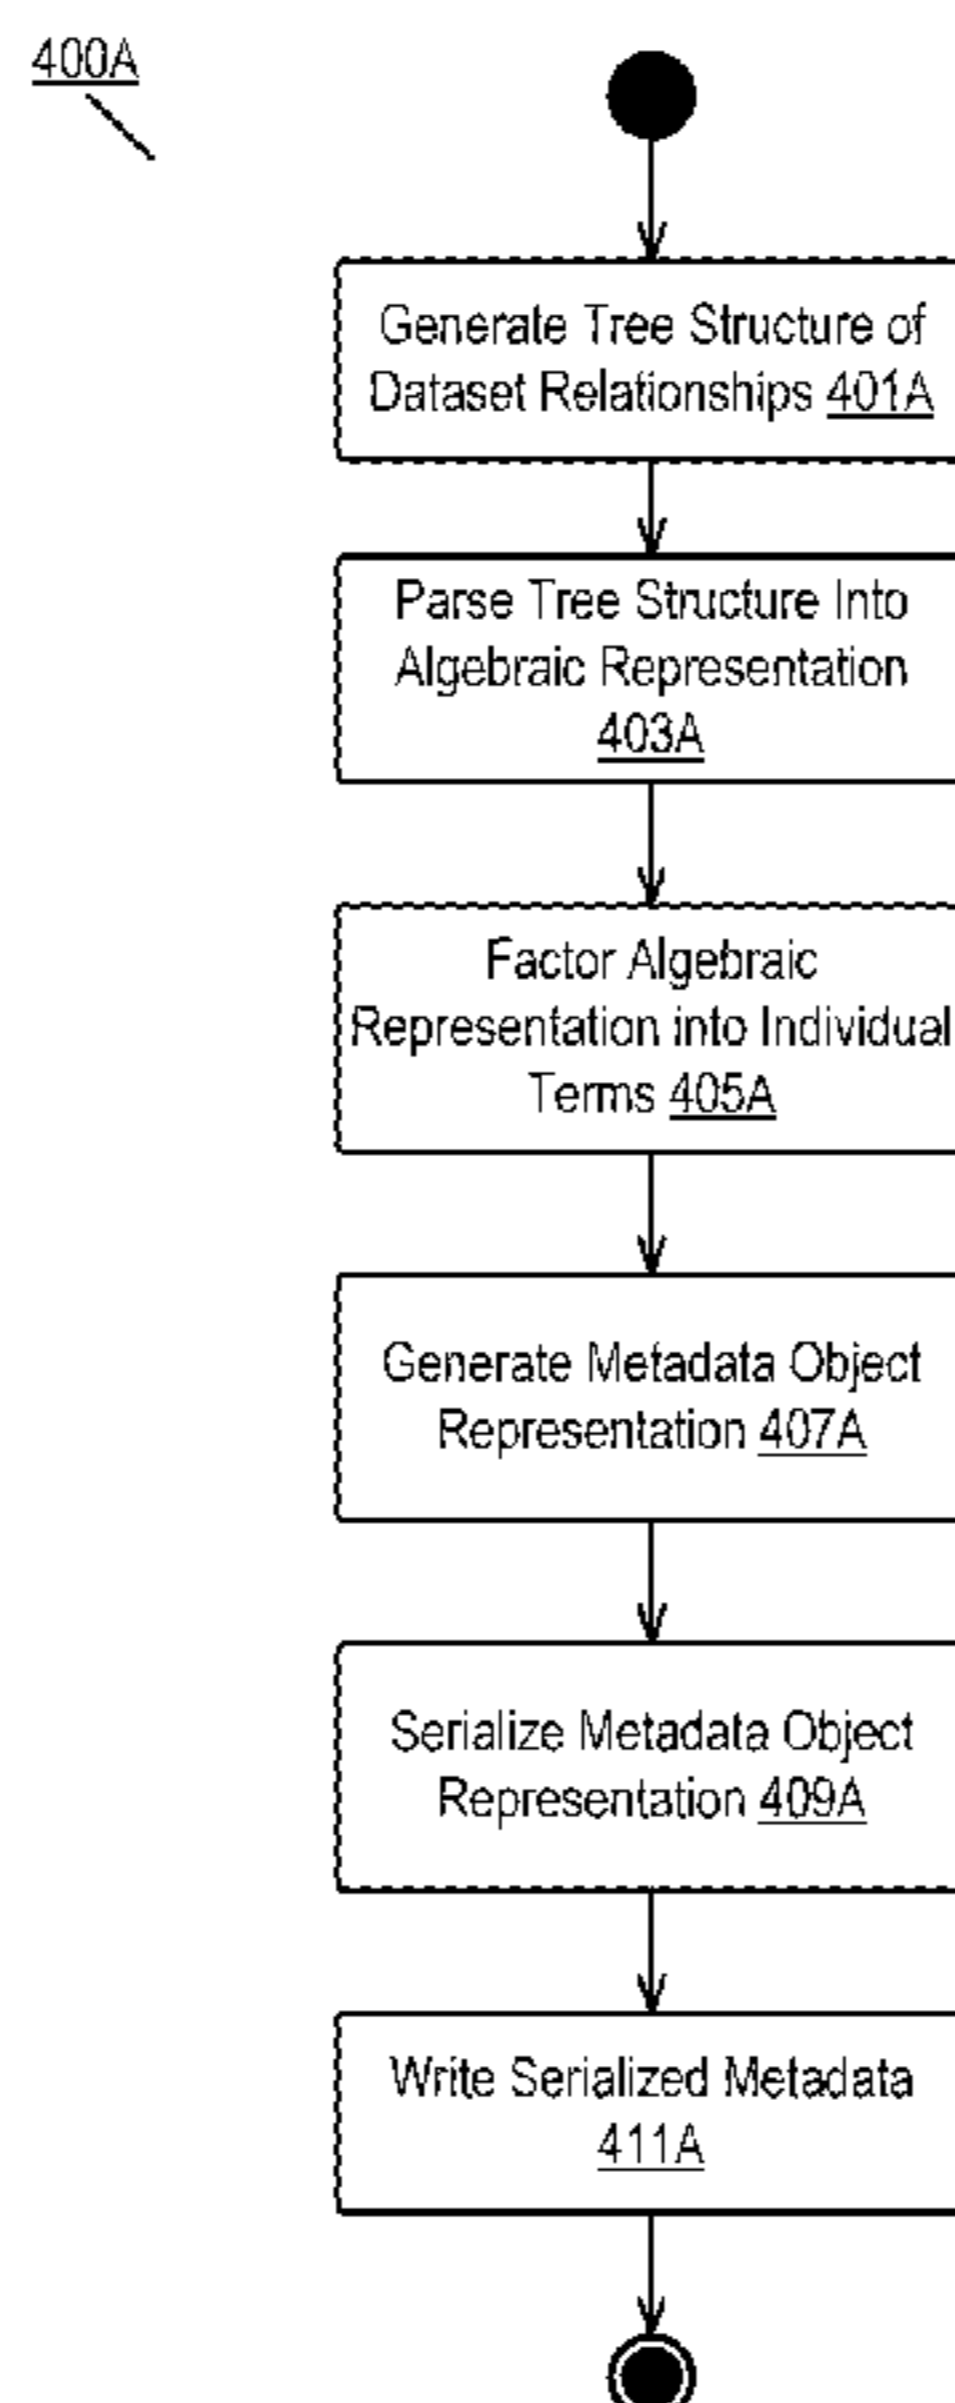 400A
Generate Tree Structure of
Dataset Relationships 401A
Parse Tree Structure Into
Algebraic Representation
403A
Factor Algebraic
Representation into Individual
Terms 405A
Generate Metadata Object
Representation 407A
Serialize Metadata Object
Representation 409A
Write Serialized Metadata
411A